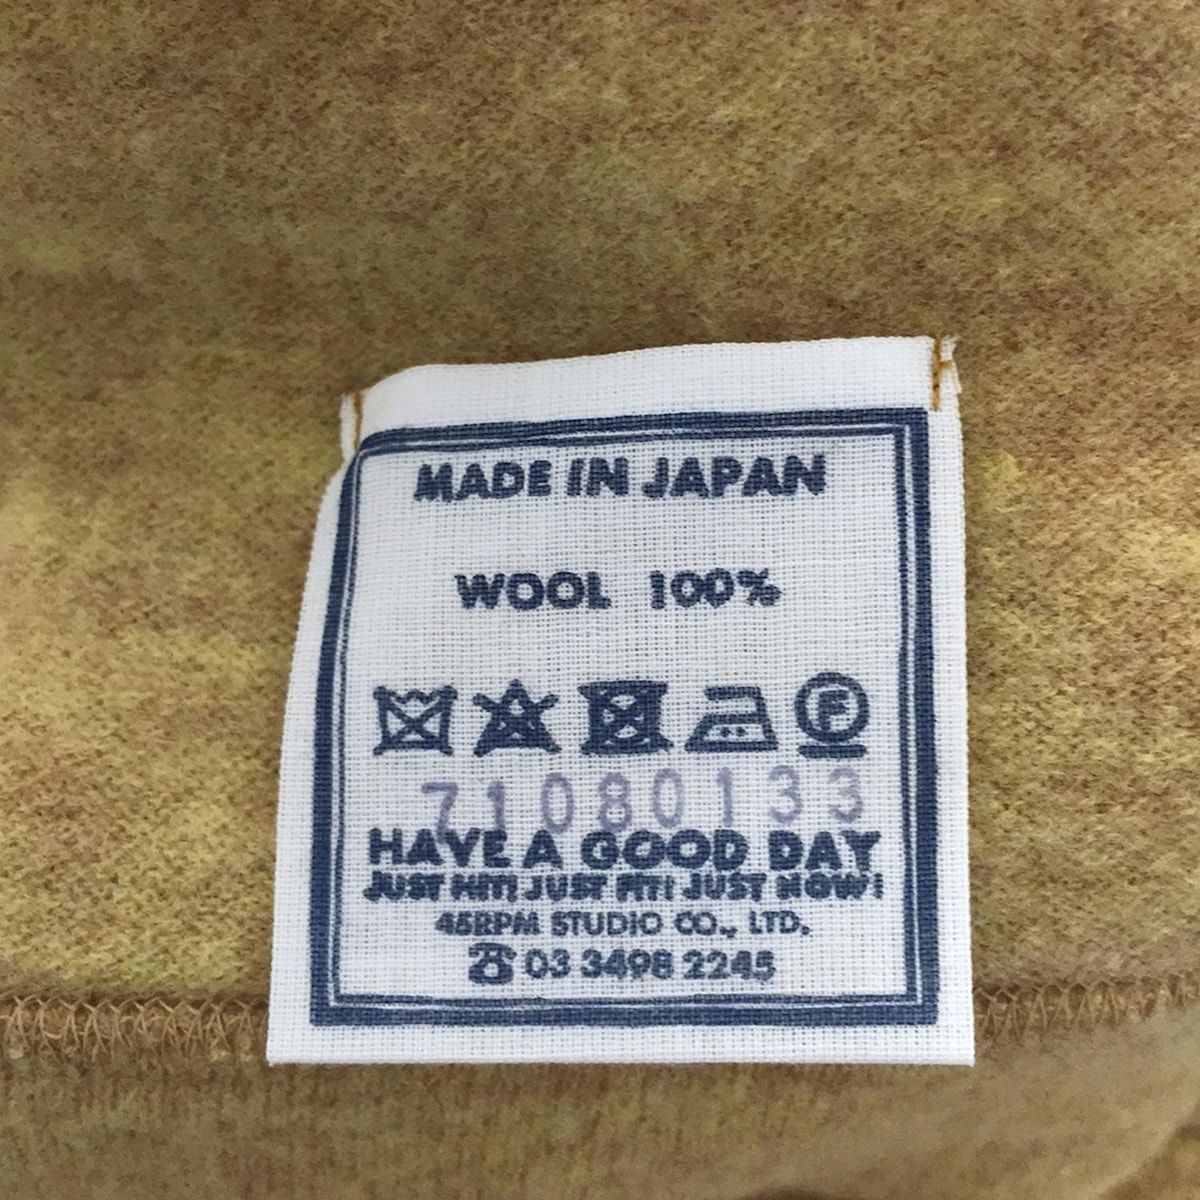 MADE IN JAPAN
WOOL 100%
F
71080133
HAVE A GOOD DAY
JUST HIT! JUST FIT! JUST NOW!
45RPM STUDIO CO., LTD.
☎ 03 3498 2245